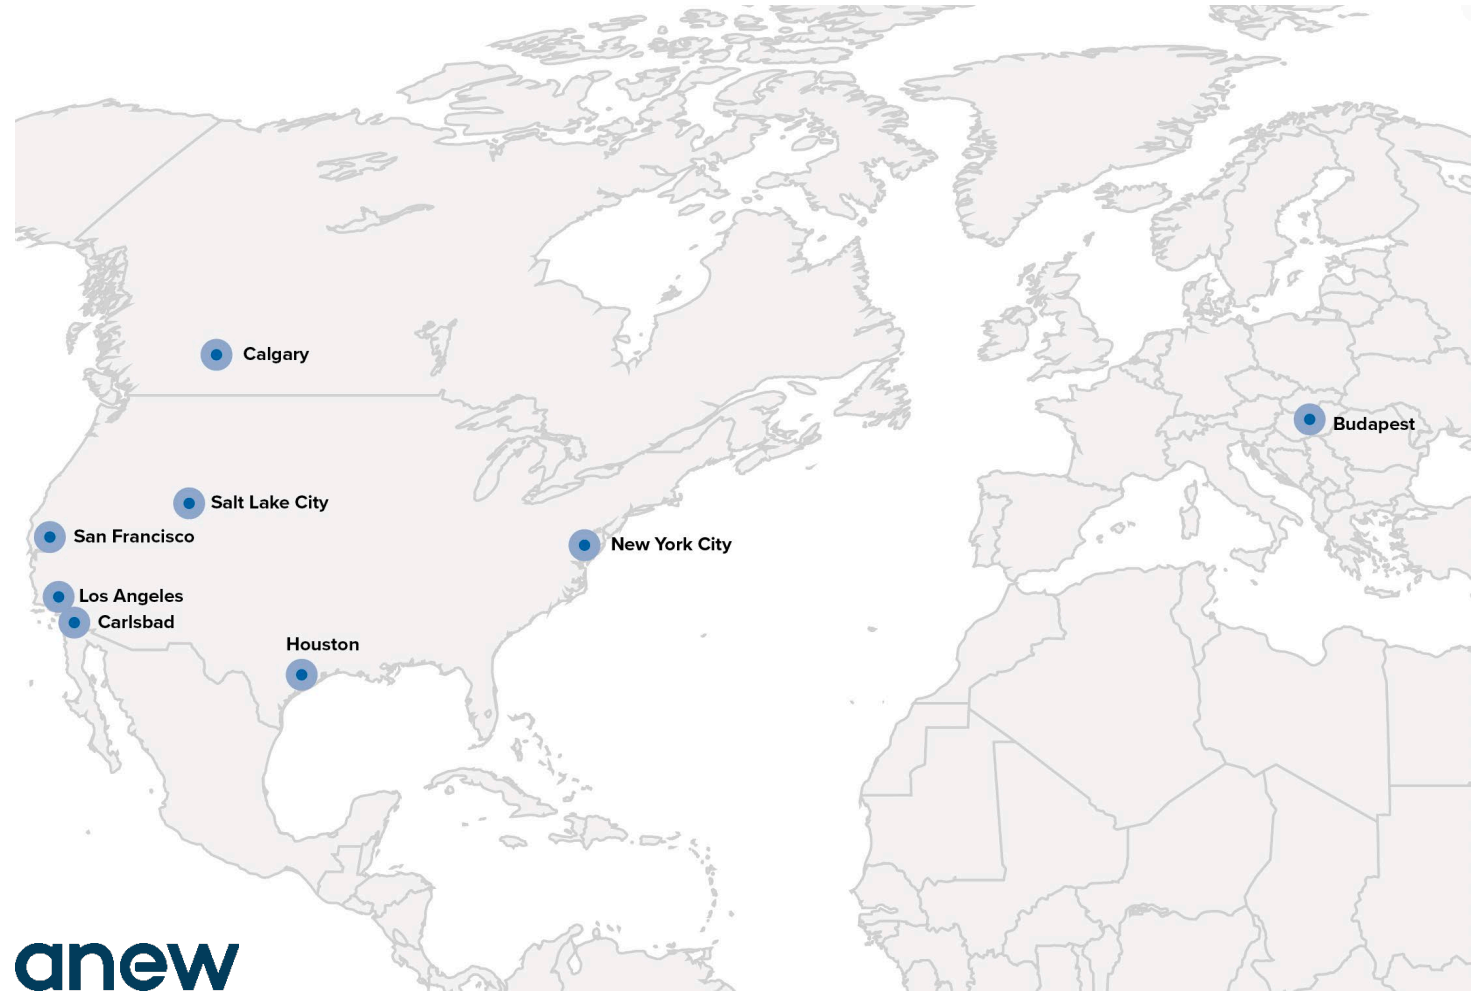 Calgary
Budapest
Salt Lake City
San Francisco
New York City
Los Angeles
Carlsbad
Houston
anew